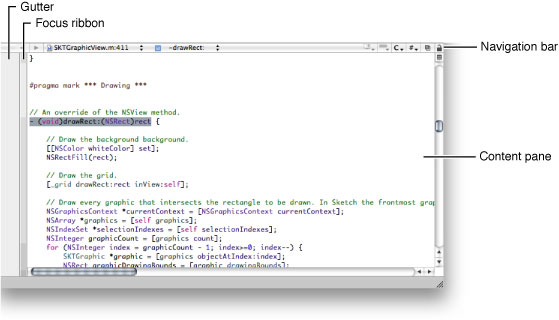 Gutter
Focus ribbon
SKTGraphicView.m:411 -drawRect: C, #,
Navigation bar
}
#pragma mark *** Drawing ***
// An override of the NSView method.
- (void)drawRect:(NSRect)rect {
// Draw the background background.
[[NSColor whiteColor] set];
NSRectFill(rect);
Content pane
// Draw the grid.
[_grid drawRect:rect inView:self];
// Draw every graphic that intersects the rectangle to be drawn. In Sketch the frontmost grap
NSGraphicsContext *currentContext = [NSGraphicsContext currentContext];
NSArray *graphics = [self graphics];
NSIndexSet *selectionIndexes = [self selectionIndexes];
NSInteger graphicCount = [graphics count];
for (NSInteger index = graphicCount - 1; index>=0; index--) {
SKTGraphic *graphic = [graphics objectAtIndex:index];
NSRect graphicDrawingBounds = [graphic drawingBounds];